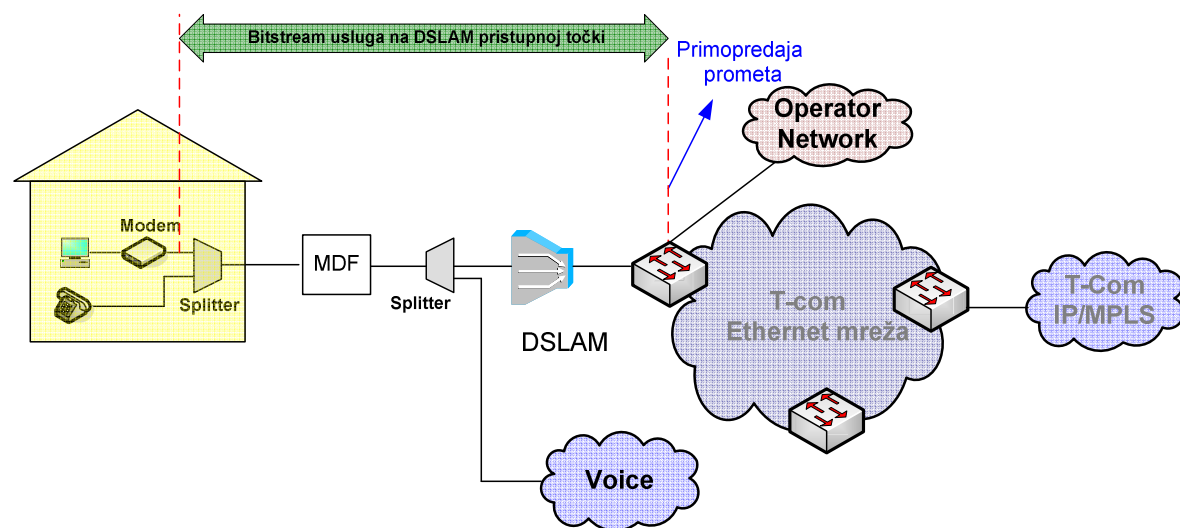 Bitstream usluga na DSLAM pristupnoj točki
Primopredaja
prometa
Operator
Network
Modem
Splitter
MDF
Splitter
DSLAM
T-com
Ethernet mreža
T-Com
IP/MPLS
Voice